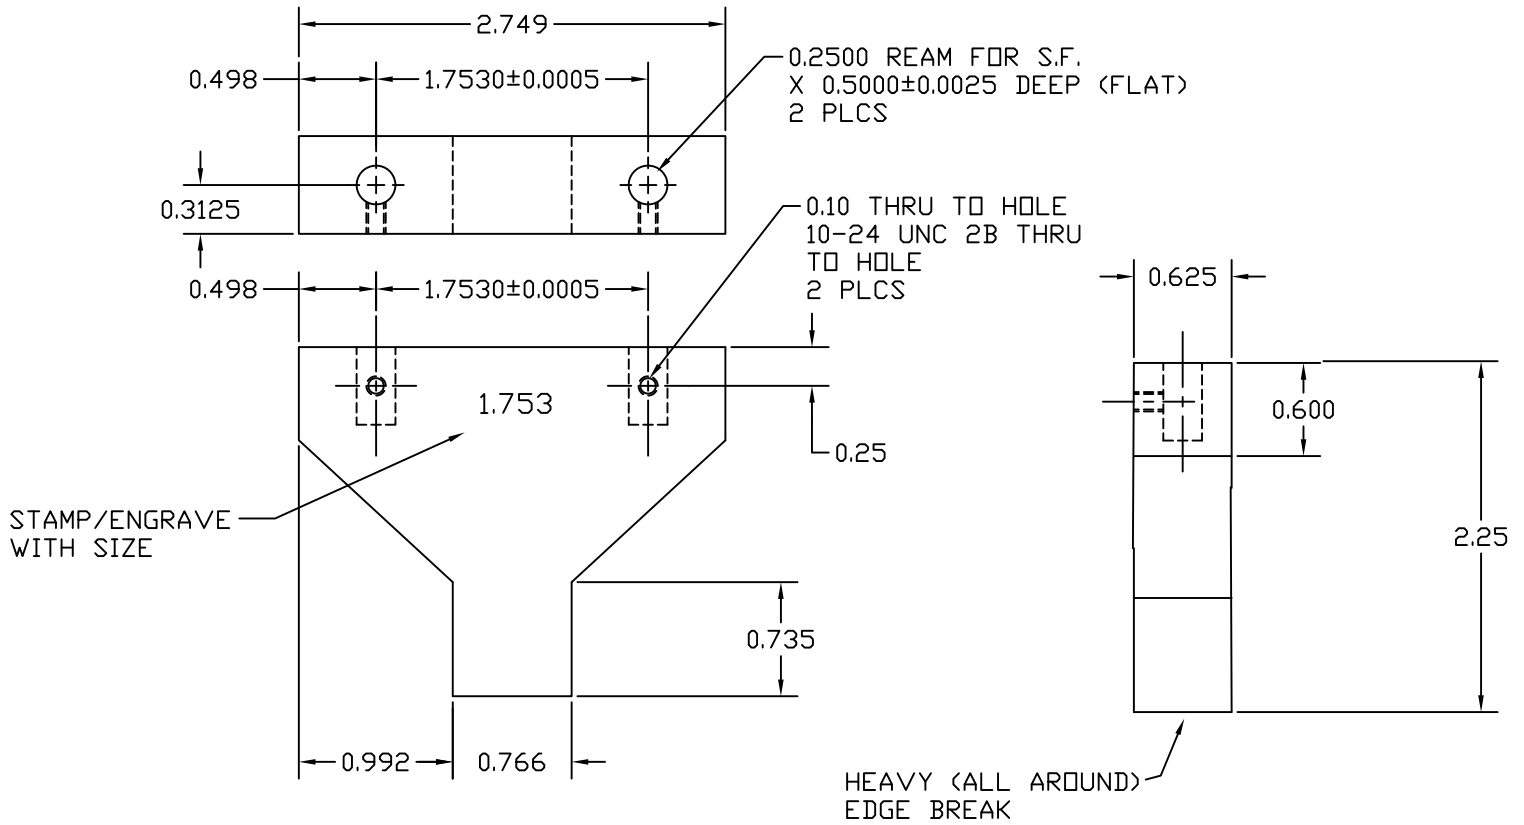 2.749
0.498
1.7530±0.0005
0.2500 REAM FOR S.F.
X 0.5000±0.0025 DEEP (FLAT)
2 PLCS
0.3125
0.10 THRU TO HOLE
10-24 UNC 2B THRU
TO HOLE
2 PLCS
0.498
1.7530±0.0005
0.625
1.753
0.600
0.25
STAMP/ENGRAVE
WITH SIZE
2.25
0.735
0.992
0.766
HEAVY (ALL AROUND)
EDGE BREAK